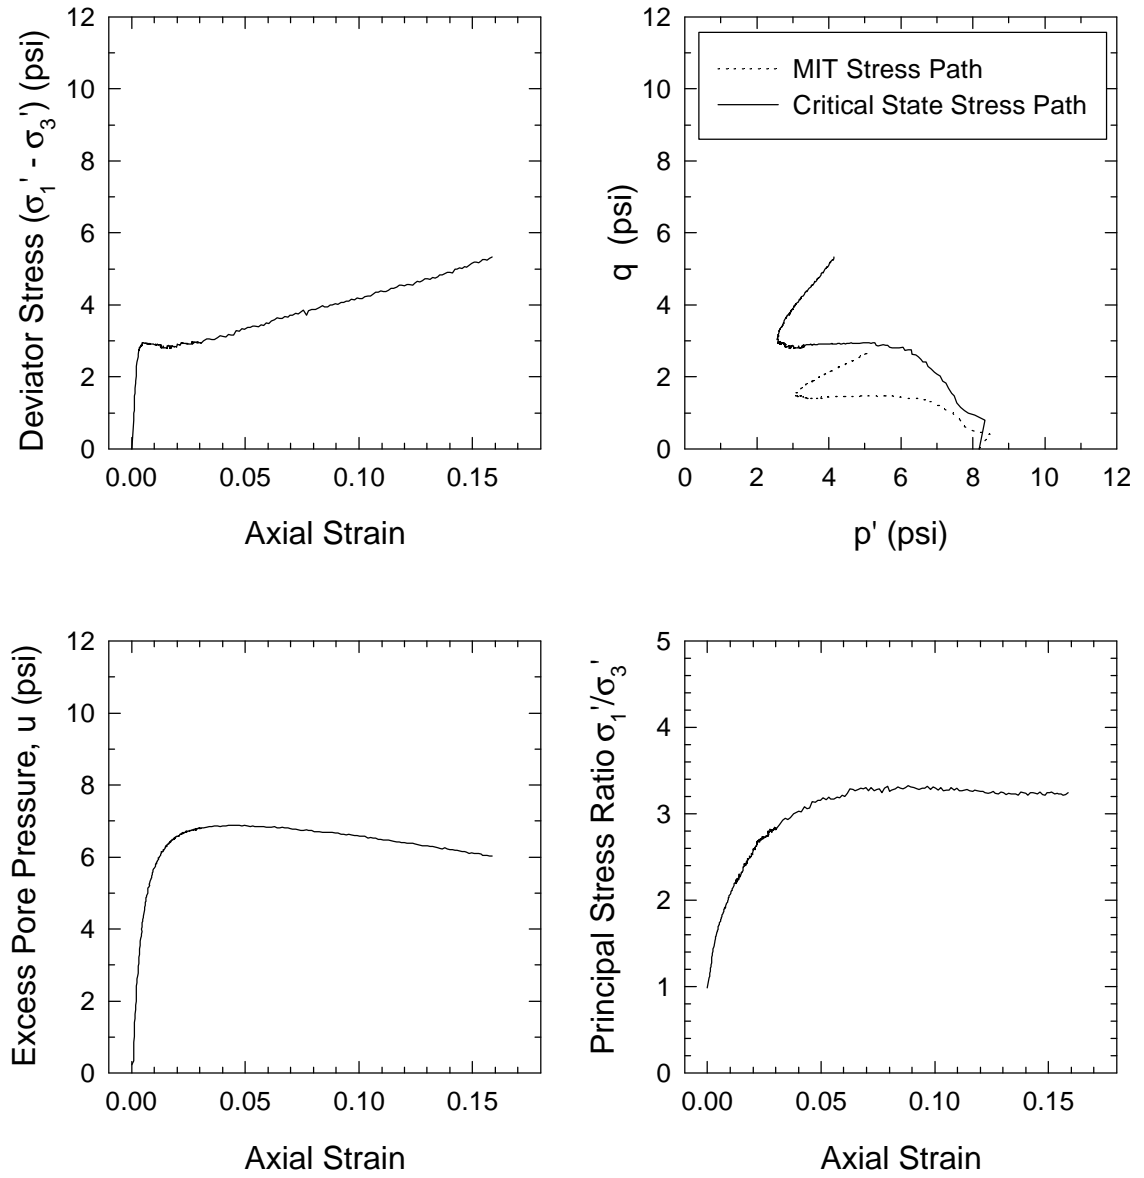 Deviator Stress (σ1' - σ3') (psi)
12
10
8
6
4
2
0
0.00 0.05 0.10 0.15
Axial Strain
q (psi)
12
10
8
6
4
2
0
MIT Stress Path
Critical State Stress Path
0 2 4 6 8 10 12
p' (psi)
Excess Pore Pressure, u (psi)
12
10
8
6
4
2
0
0.00 0.05 0.10 0.15
Axial Strain
Principal Stress Ratio σ1'/σ3'
5
4
3
2
1
0
0.00 0.05 0.10 0.15
Axial Strain